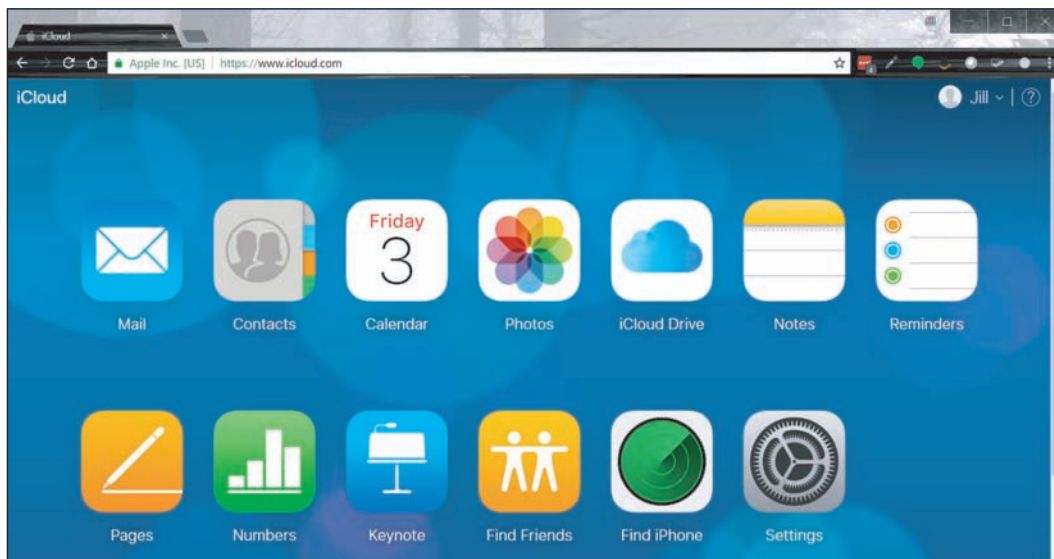 iCloud
Apple Inc. [US] https://www.icloud.com
4
iCloud
Jill
?
Friday
3
Mail Contacts Calendar Photos iCloud Drive Notes Reminders
Pages Numbers Keynote Find Friends Find iPhone Settings